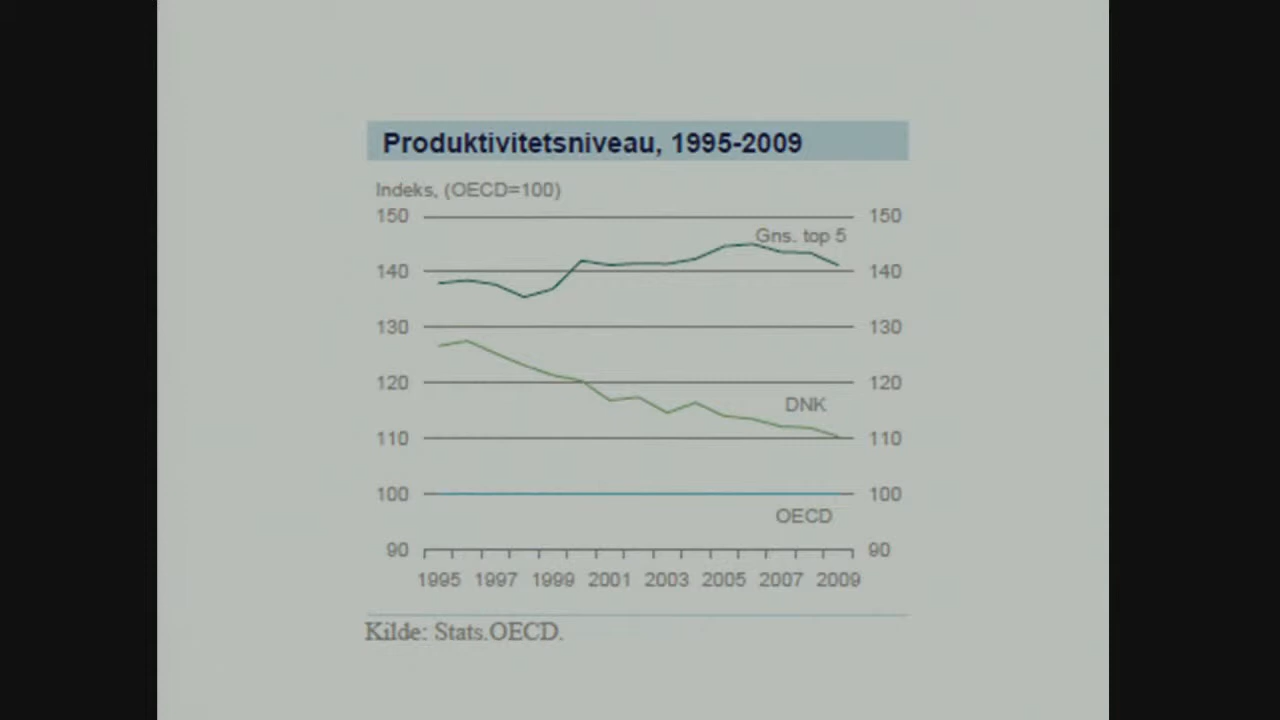 Produktivitetsniveau, 1995-2009
Indeks, (OECD=100)
150 150
Gns. top 5
140 140
130 130
120 120
DNK
110 110
100 100
OECD
90 90
1995 1997 1999 2001 2003 2005 2007 2009
Kilde: Stats.OECD.